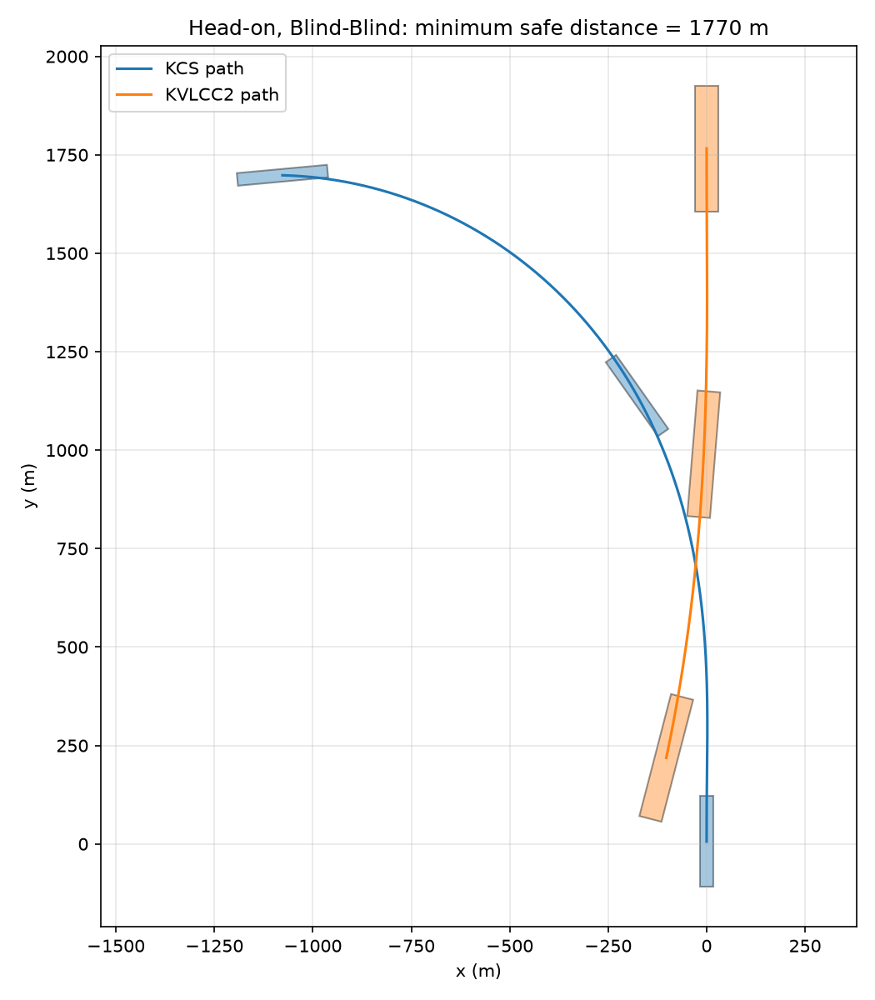 Head-on, Blind-Blind: minimum safe distance = 1770 m
KCS path
KVLCC2 path
2000
1750
1500
1250
1000
750
500
250
0
y (m)
−1500 −1250 −1000 −750 −500 −250 0 250
x (m)